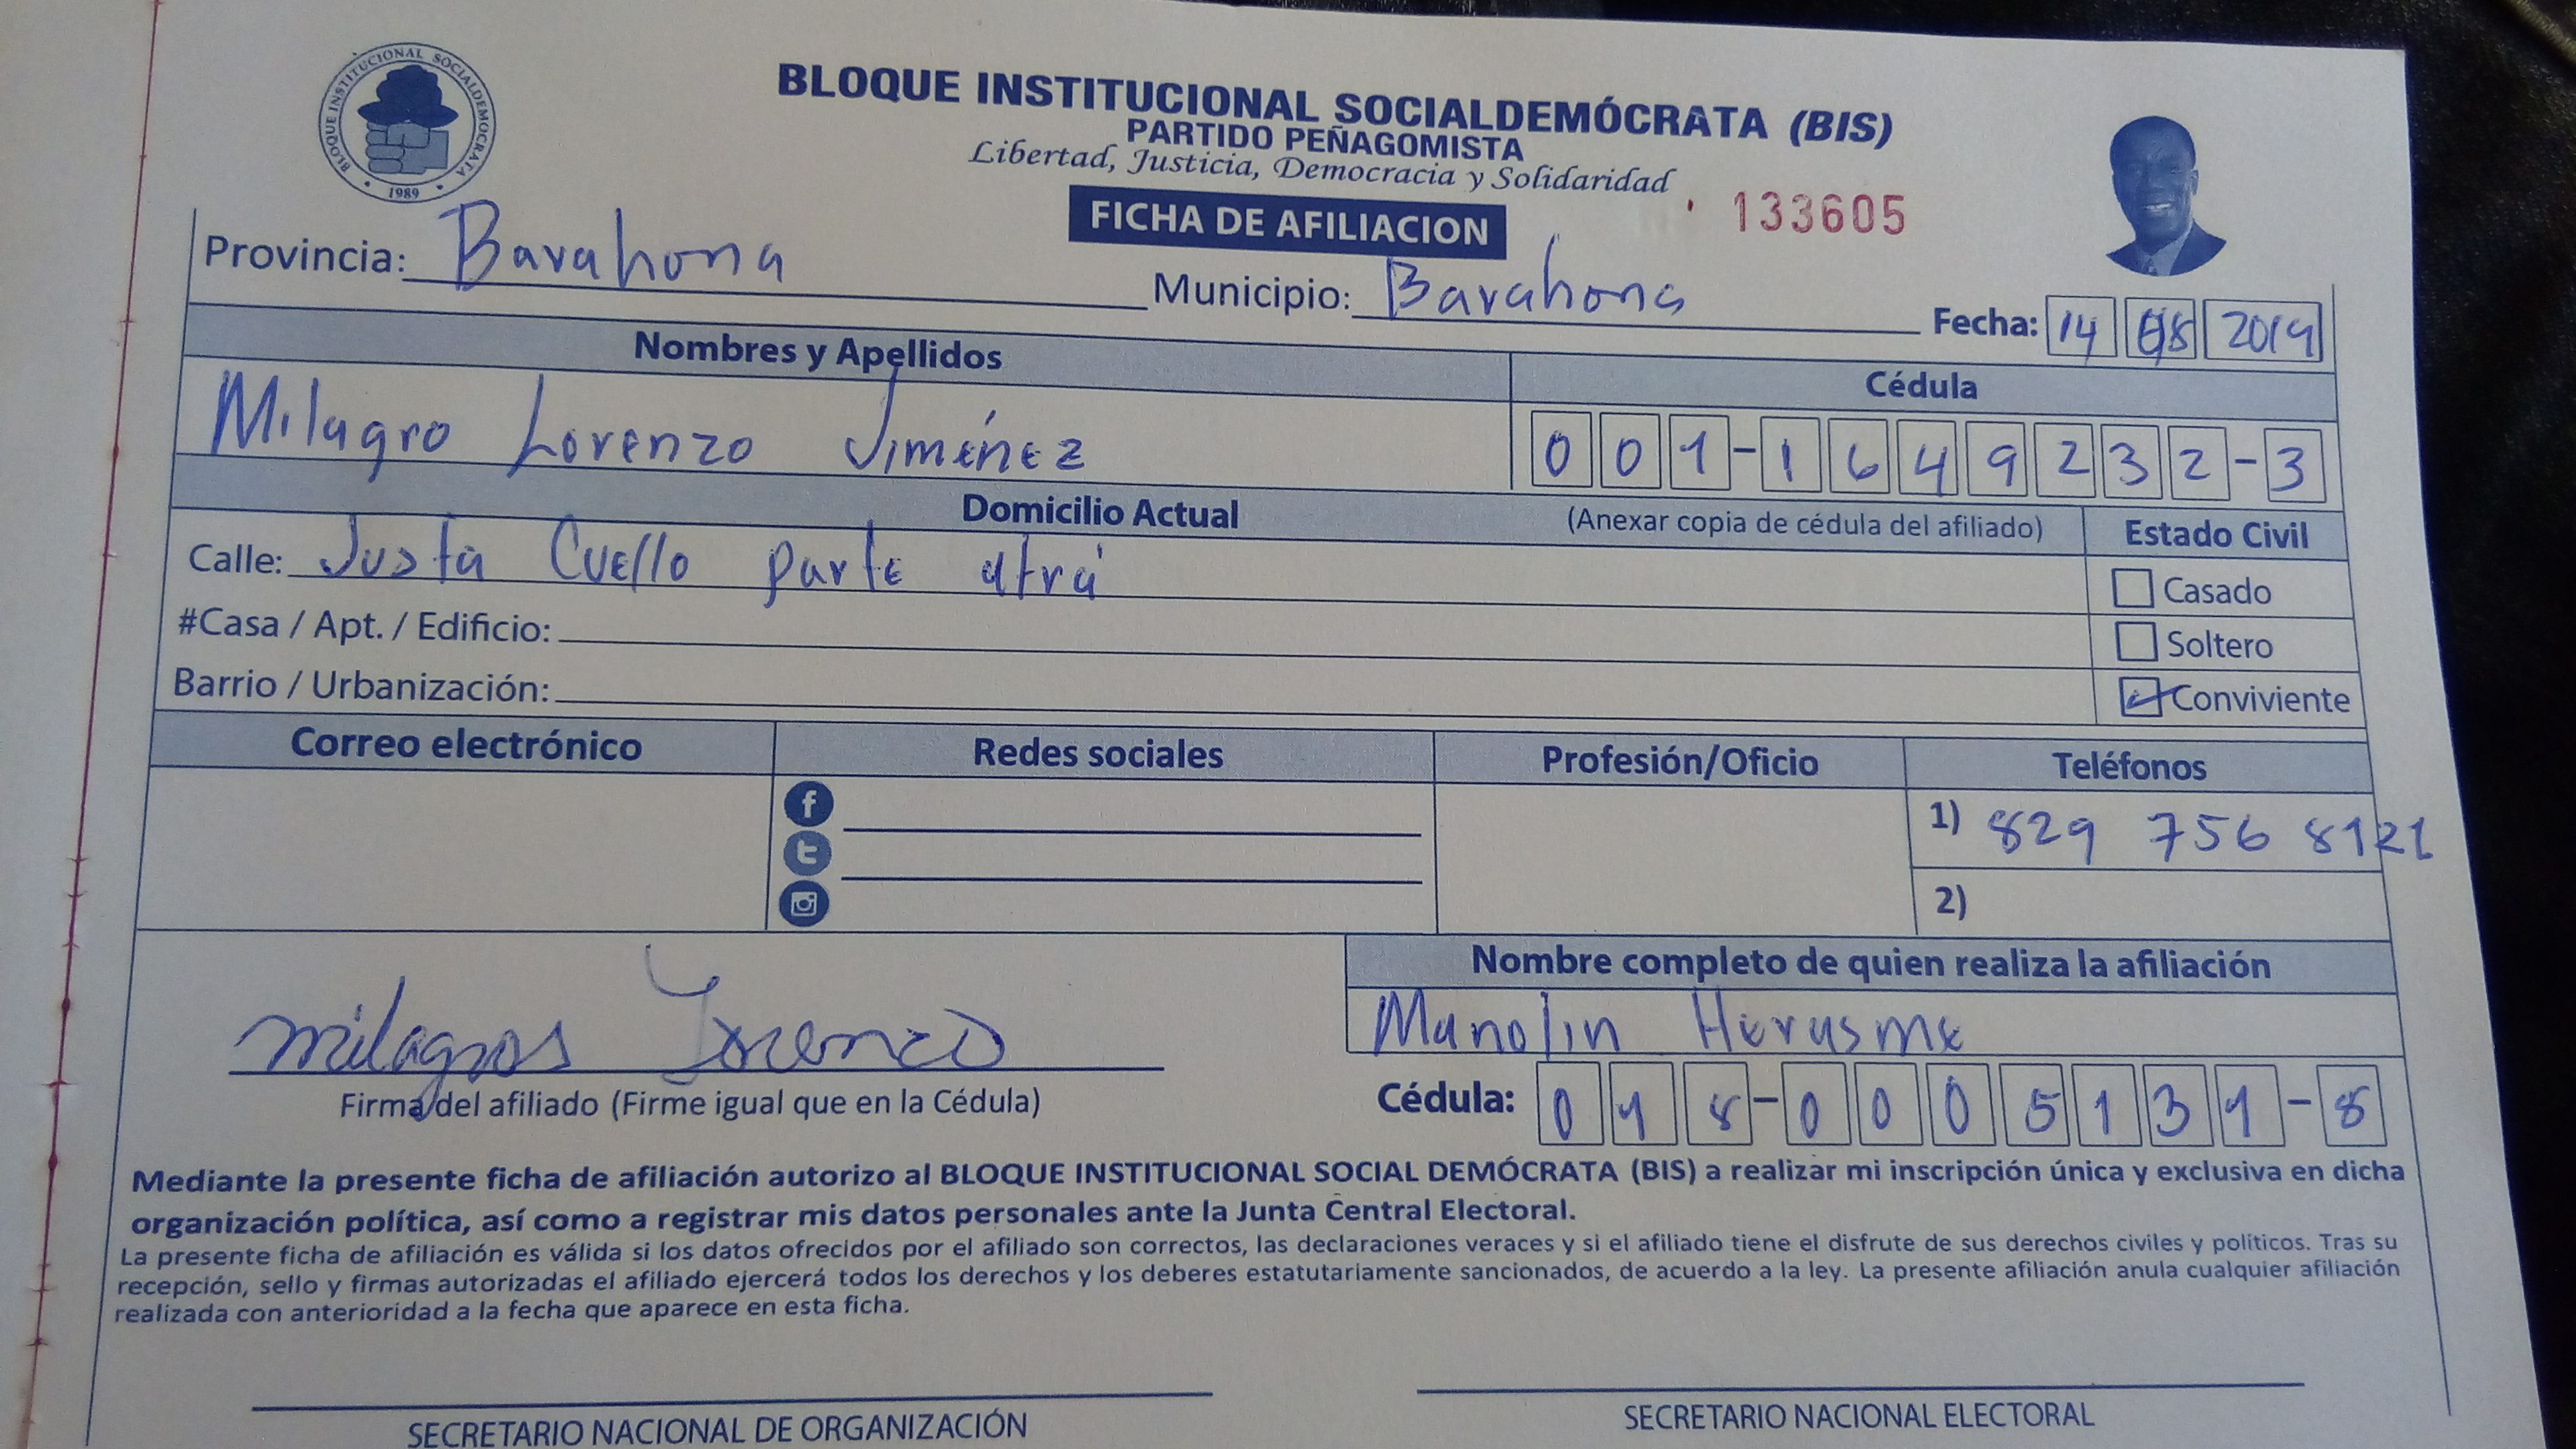 BLOQUE INSTITUCIONAL SOCIALDEMOCRATA
1989
BLOQUE INSTITUCIONAL SOCIALDEMÓCRATA (BIS)
PARTIDO PEÑAGOMISTA
Libertad, Justicia, Democracia y Solidaridad
FICHA DE AFILIACION
133605
Provincia: Barahona
Municipio: Barahona
Fecha: 14 08 2019
Nombres y Apellidos
Cédula
Milagro Lorenzo Jiménez
001-1649232-3
Domicilio Actual (Anexar copia de cédula del afiliado)
Estado Civil
Calle: Justa Cuello parte atrá
Casado
#Casa / Apt. / Edificio:
Soltero
Barrio / Urbanización:
Conviviente
Correo electrónico
Redes sociales
Profesión/Oficio
Teléfonos
1) 829 756 8121
2)
Nombre completo de quien realiza la afiliación
Manolin Herasme
milagros Lorenzo
Firma del afiliado (Firme igual que en la Cédula)
Cédula: 018-0005131-8
Mediante la presente ficha de afiliación autorizo al BLOQUE INSTITUCIONAL SOCIAL DEMÓCRATA (BIS) a realizar mi inscripción única y exclusiva en dicha
organización política, así como a registrar mis datos personales ante la Junta Central Electoral.
La presente ficha de afiliación es válida si los datos ofrecidos por el afiliado son correctos, las declaraciones veraces y si el afiliado tiene el disfrute de sus derechos civiles y políticos. Tras su
recepción, sello y firmas autorizadas el afiliado ejercerá todos los derechos y los deberes estatutariamente sancionados, de acuerdo a la ley. La presente afiliación anula cualquier afiliación
realizada con anterioridad a la fecha que aparece en esta ficha.
SECRETARIO NACIONAL DE ORGANIZACIÓN
SECRETARIO NACIONAL ELECTORAL